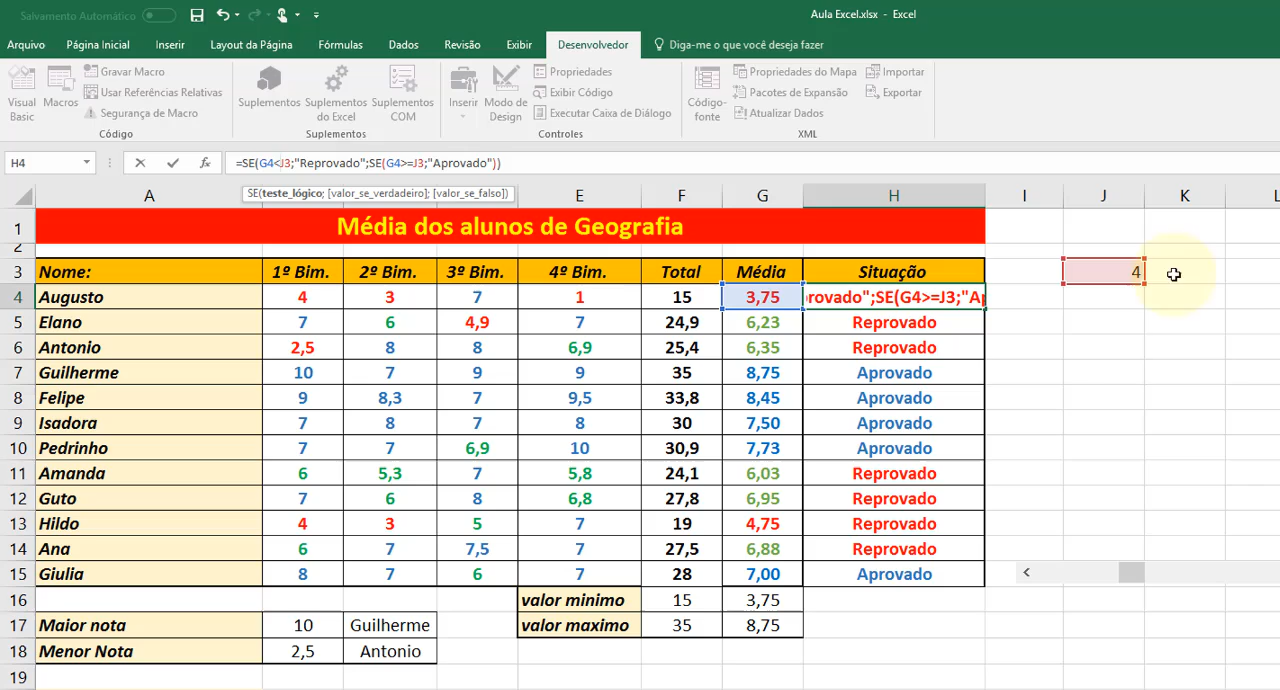 Salvamento Automático
Aula Excel.xlsx - Excel
Arquivo Página Inicial Inserir Layout da Página Fórmulas Dados Revisão Exibir Desenvolvedor Diga-me o que você deseja fazer
Visual Basic
Macros
Gravar Macro
Usar Referências Relativas
Segurança de Macro
Código
Suplementos
Suplementos do Excel
Suplementos COM
Suplementos
Inserir
Modo de Design
Propriedades
Exibir Código
Executar Caixa de Diálogo
Controles
Código-fonte
Propriedades do Mapa
Pacotes de Expansão
Atualizar Dados
Importar
Exportar
XML
H4 fx =SE(G4<J3;"Reprovado";SE(G4>=J3;"Aprovado"))
SE(teste_lógico; [valor_se_verdadeiro]; [valor_se_falso])
A E F G H I J K L
1 Média dos alunos de Geografia
2
3 Nome: 1º Bim. 2º Bim. 3º Bim. 4º Bim. Total Média Situação 4
4 Augusto 4 3 7 1 15 3,75 provado";SE(G4>=J3;"Ap
5 Elano 7 6 4,9 7 24,9 6,23 Reprovado
6 Antonio 2,5 8 8 6,9 25,4 6,35 Reprovado
7 Guilherme 10 7 9 9 35 8,75 Aprovado
8 Felipe 9 8,3 7 9,5 33,8 8,45 Aprovado
9 Isadora 7 8 7 8 30 7,50 Aprovado
10 Pedrinho 7 7 6,9 10 30,9 7,73 Aprovado
11 Amanda 6 5,3 7 5,8 24,1 6,03 Reprovado
12 Guto 7 6 8 6,8 27,8 6,95 Reprovado
13 Hildo 4 3 5 7 19 4,75 Reprovado
14 Ana 6 7 7,5 7 27,5 6,88 Reprovado
15 Giulia 8 7 6 7 28 7,00 Aprovado
16 valor minimo 15 3,75
17 Maior nota 10 Guilherme valor maximo 35 8,75
18 Menor Nota 2,5 Antonio
19